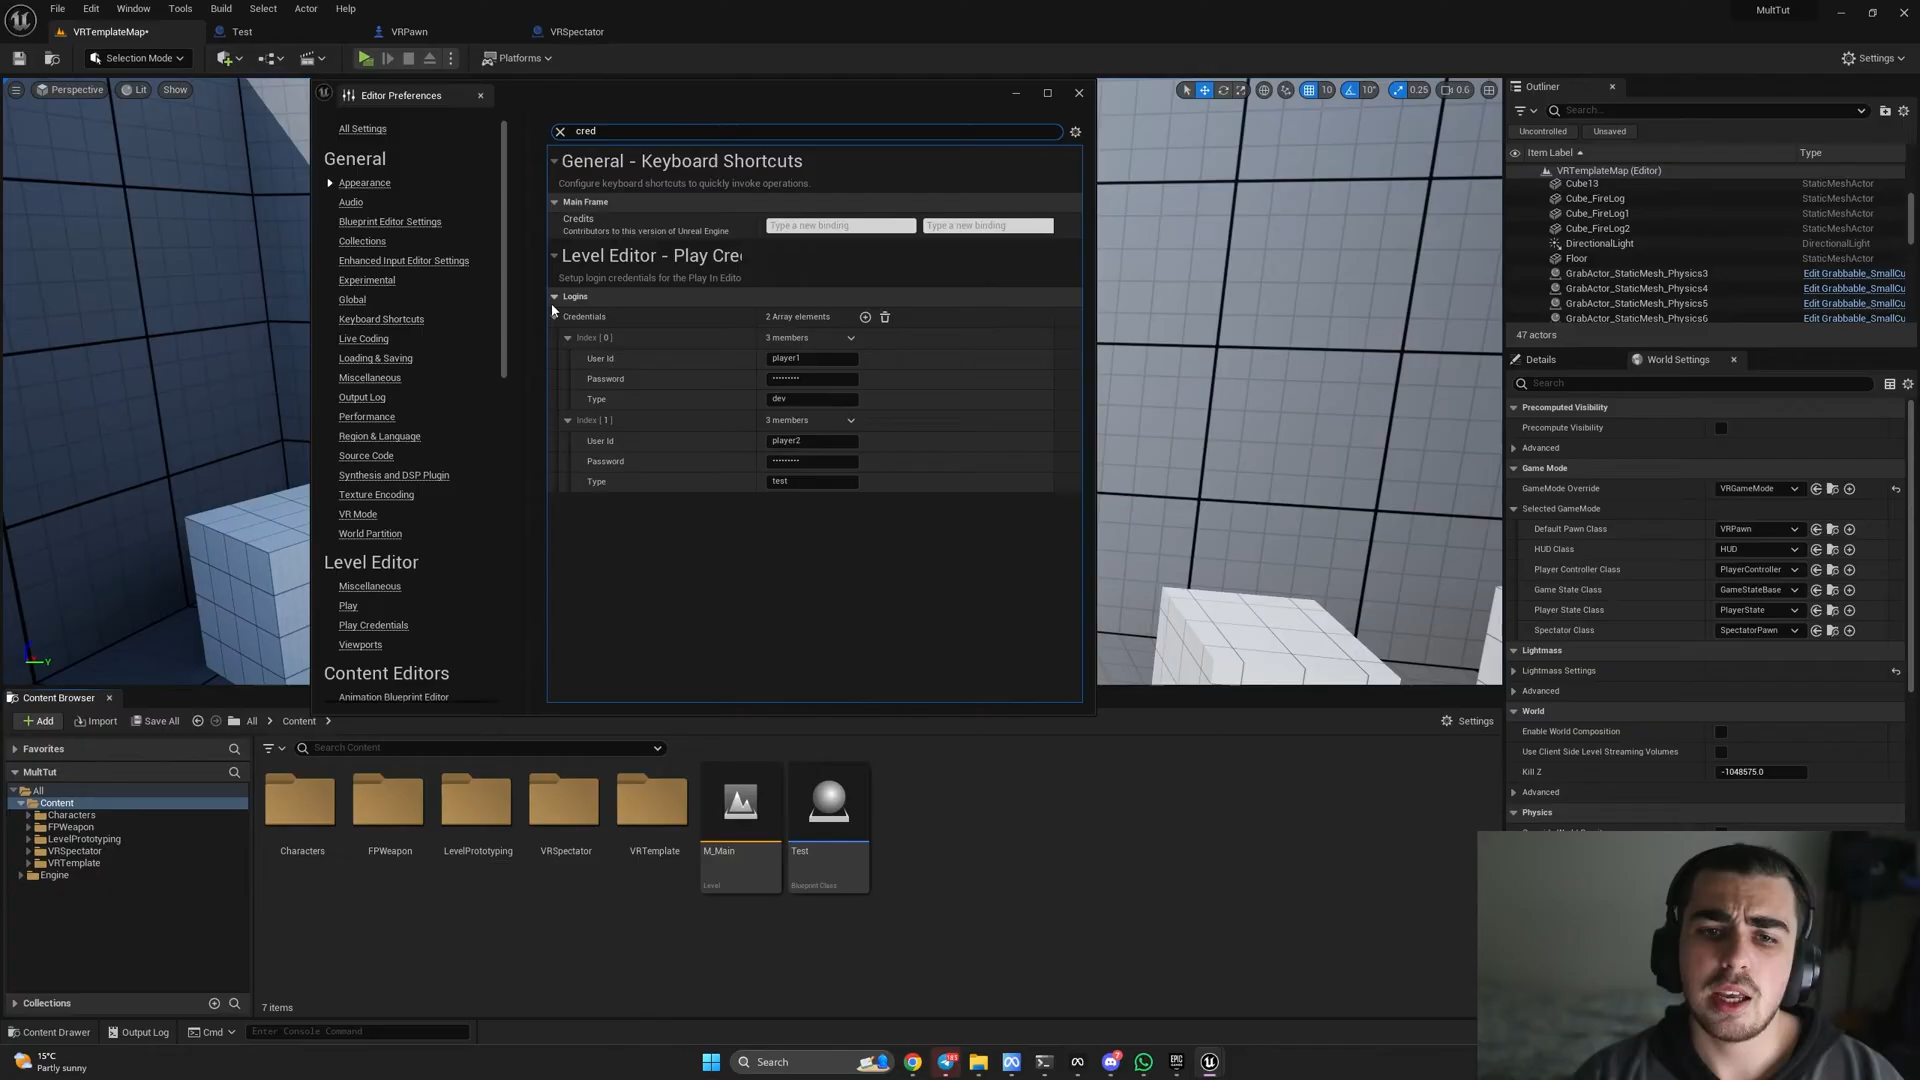 File Edit Window Tools Build Select Actor Help
MultTut
VRTemplateMap•
Test
VRPawn
VRSpectator
Selection Mode
Platforms
Settings
Perspective
Lit
Show
10
10°
0.25
0.6
Editor Preferences
All Settings
General
Appearance
Audio
Blueprint Editor Settings
Collections
Enhanced Input Editor Settings
Experimental
Global
Keyboard Shortcuts
Live Coding
Loading & Saving
Miscellaneous
Output Log
Performance
Region & Language
Source Code
Synthesis and DSP Plugin
Texture Encoding
VR Mode
World Partition
Level Editor
Miscellaneous
Play
Play Credentials
Viewports
Content Editors
Animation Blueprint Editor
cred
General - Keyboard Shortcuts
Configure keyboard shortcuts to quickly invoke operations.
Main Frame
Credits
Contributors to this version of Unreal Engine
Type a new binding
Type a new binding
Level Editor - Play Cre
Setup login credentials for the Play In Edito
Logins
Credentials 2 Array elements
Index [ 0 ] 3 members
User Id player1
Password •••••••••
Type dev
Index [ 1 ] 3 members
User Id player2
Password •••••••••
Type test
Outliner
Search...
Uncontrolled Unsaved
Item Label Type
VRTemplateMap (Editor)
Cube13 StaticMeshActor
Cube_FireLog StaticMeshActor
Cube_FireLog1 StaticMeshActor
Cube_FireLog2 StaticMeshActor
DirectionalLight DirectionalLight
Floor StaticMeshActor
GrabActor_StaticMesh_Physics3 Edit Grabbable_SmallCu
GrabActor_StaticMesh_Physics4 Edit Grabbable_SmallCu
GrabActor_StaticMesh_Physics5 Edit Grabbable_SmallCu
GrabActor_StaticMesh_Physics6 Edit Grabbable_SmallCu
47 actors
Details World Settings
Search
Precomputed Visibility
Precompute Visibility
Advanced
Game Mode
GameMode Override VRGameMode
Selected GameMode
Default Pawn Class VRPawn
HUD Class HUD
Player Controller Class PlayerController
Game State Class GameStateBase
Player State Class PlayerState
Spectator Class SpectatorPawn
Lightmass
Lightmass Settings
Advanced
World
Enable World Composition
Use Client Side Level Streaming Volumes
Kill Z -1048575.0
Advanced
Physics
Y
Content Browser
Add Import Save All All Content Settings
Favorites
MultTut
All
Content
Characters
FPWeapon
LevelPrototyping
VRSpectator
VRTemplate
Engine
Collections
Search Content
Characters
FPWeapon
LevelPrototyping
VRSpectator
VRTemplate
M_Main
Level
Test
Blueprint Class
7 items
Content Drawer Output Log Cmd Enter Console Command
15°C
Partly sunny
Search
EPIC